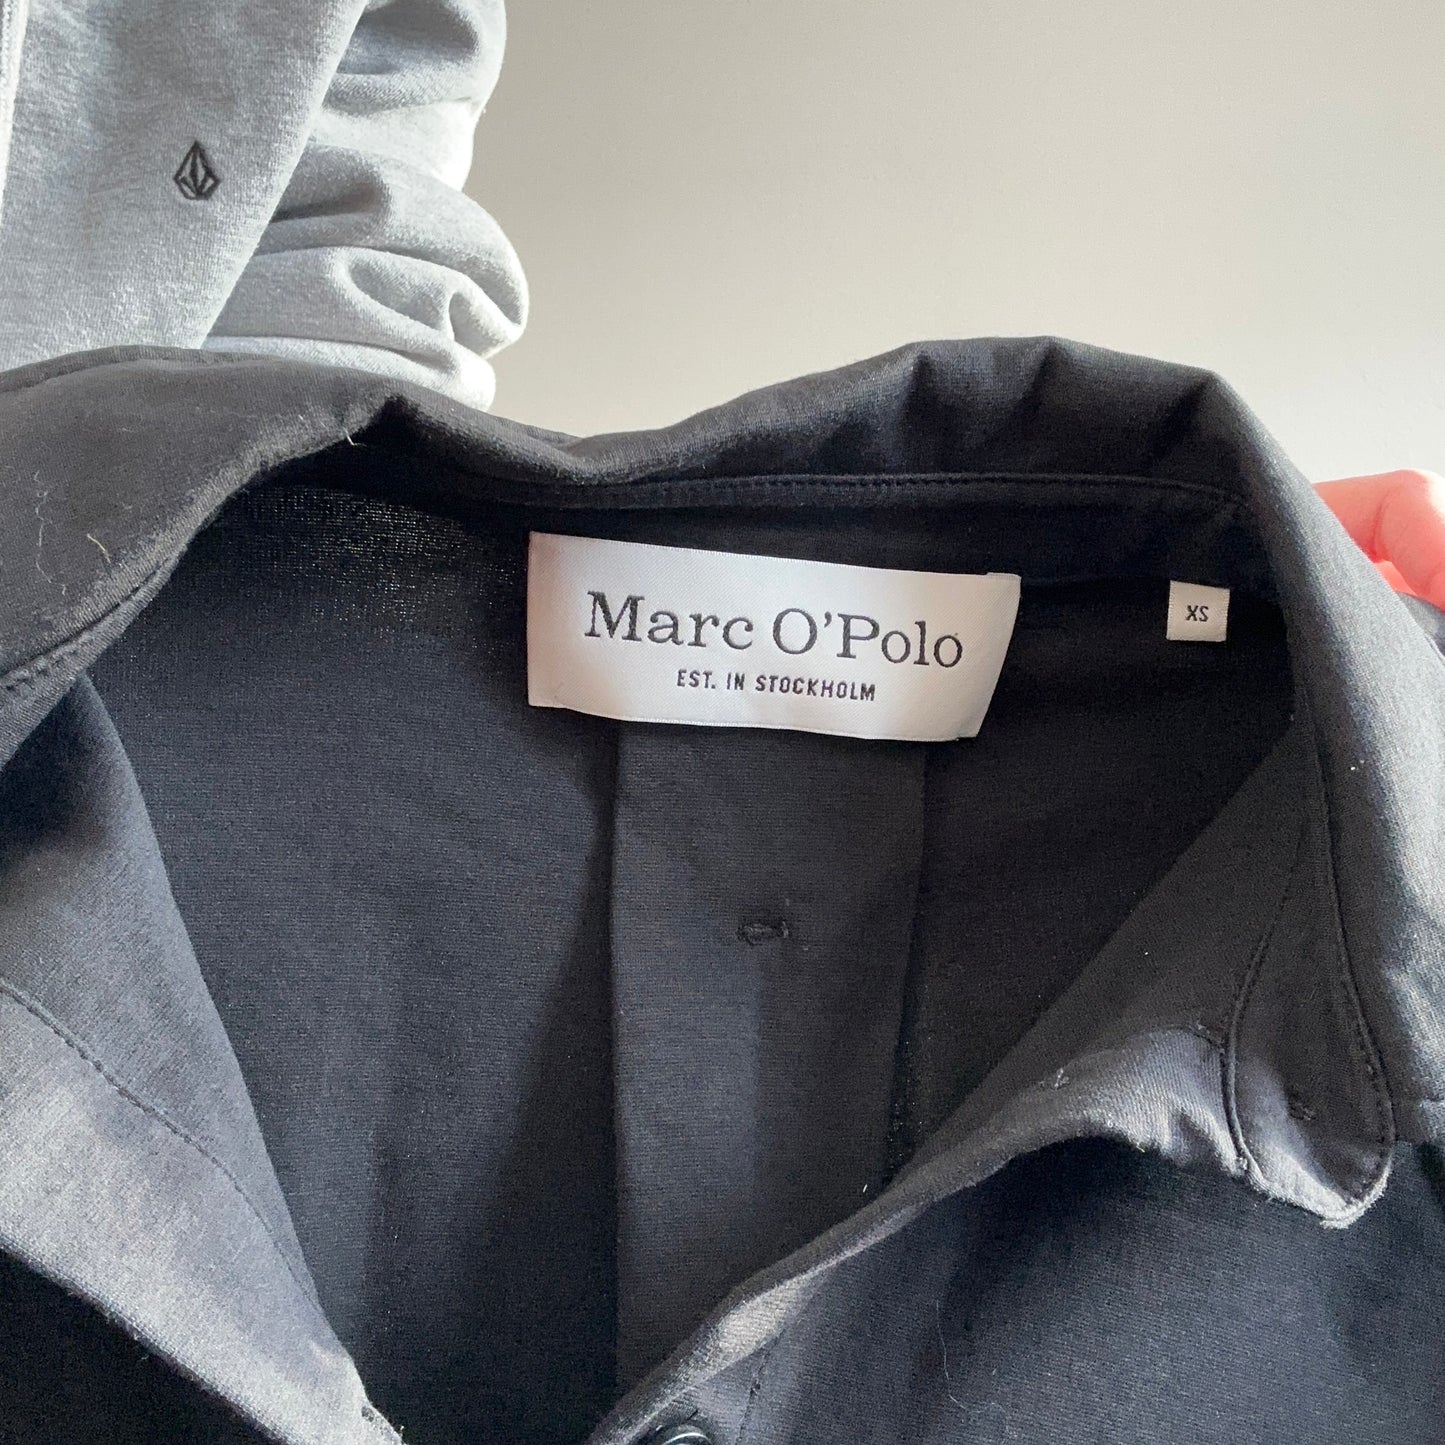 Marc O'Polo
EST. IN STOCKHOLM
XS